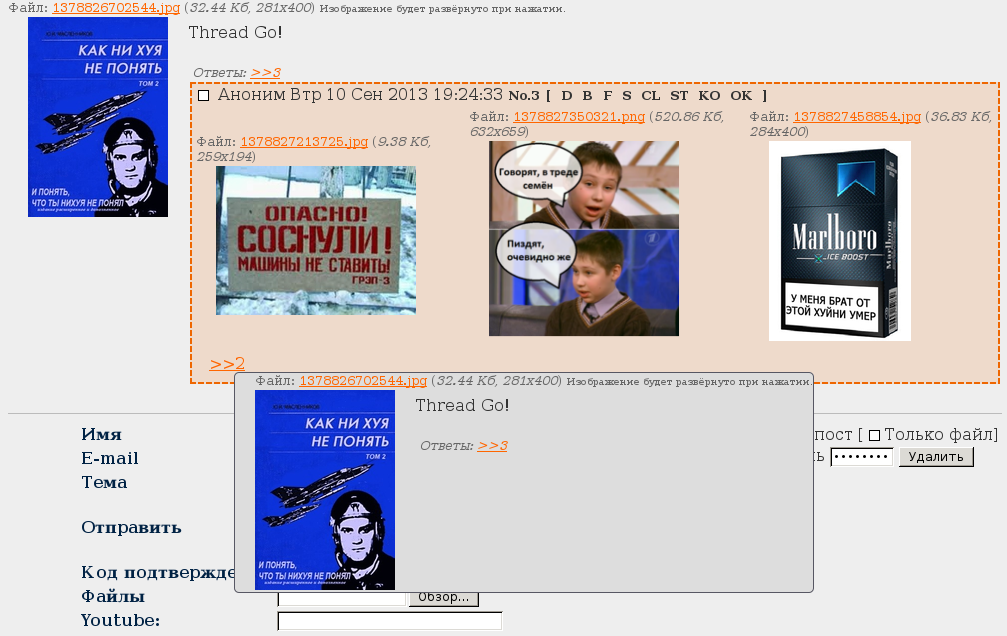 Файл: 1378826702544.jpg (32.44 Кб, 281x400) Изображение будет развёрнуто при нажатии.
КАК НИ ХУЯ
НЕ ПОНЯТЬ
ТОМ 2
И ПОНЯТЬ,
ЧТО ТЫ НИХУЯ НЕ ПОНЯЛ
Thread Go!
Ответы: >>3
Аноним Втр 10 Сен 2013 19:24:33 No.3 [ D B F S CL ST KO OK ]
Файл: 1378827213725.jpg (9.38 Кб,
259x194)
ОПАСНО!
СОСНУЛИ!
МАШИНЫ НЕ СТАВИТЬ!
ГРЭП-3
Файл: 1378827350321.png (520.86 Кб,
632x659)
Говорят, в треде
семён
Пиздят,
очевидно же
Файл: 1378827458854.jpg (36.83 Кб,
284x400)
Marlboro
ICE BOOST
Marlboro
У МЕНЯ БРАТ ОТ
ЭТОЙ ХУЙНИ УМЕР
>>2
Файл: 1378826702544.jpg (32.44 Кб, 281x400) Изображение будет развёрнуто при нажатии.
КАК НИ ХУЯ
НЕ ПОНЯТЬ
ТОМ 2
И ПОНЯТЬ,
ЧТО ТЫ НИХУЯ НЕ ПОНЯЛ
Thread Go!
Ответы: >>3
пост [ Только файл]
ь •••••••• Удалить
Имя
E-mail
Тема
Отправить
Код подтвержде
Файлы
Обзор...
Youtube: